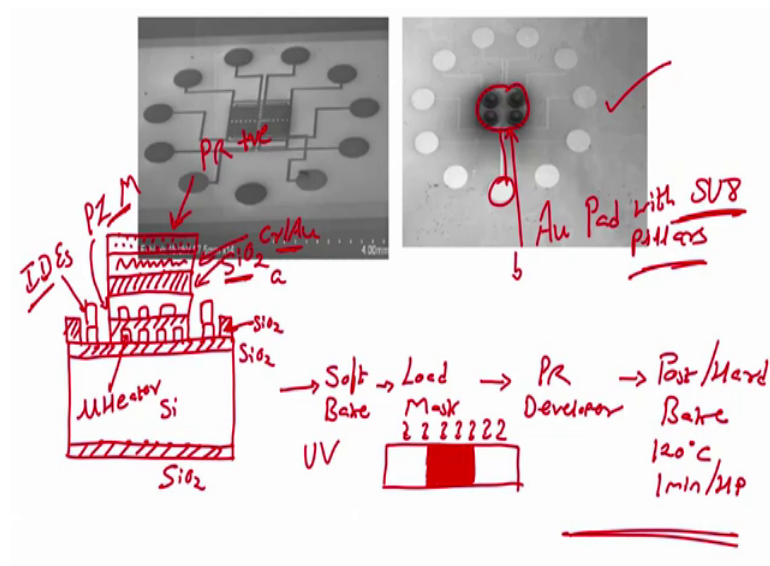 PR +ve
PZ M
Cr/Au
SiO2
a
IDEs
SiO2
SiO2
μHeater
Si
SiO2
4.00mm
b
Au Pad with SU8
pillars
Soft
Bake
Load
Mask
PR
Developer
Post/Hard
Bake
120°C
1min/HP
UV